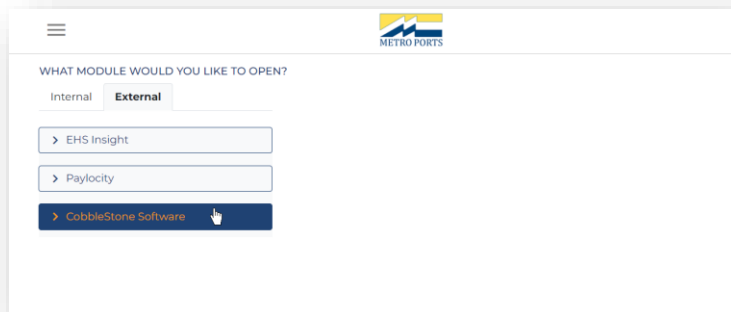 METRO PORTS
WHAT MODULE WOULD YOU LIKE TO OPEN?
Internal External
EHS Insight
Paylocity
CobbleStone Software